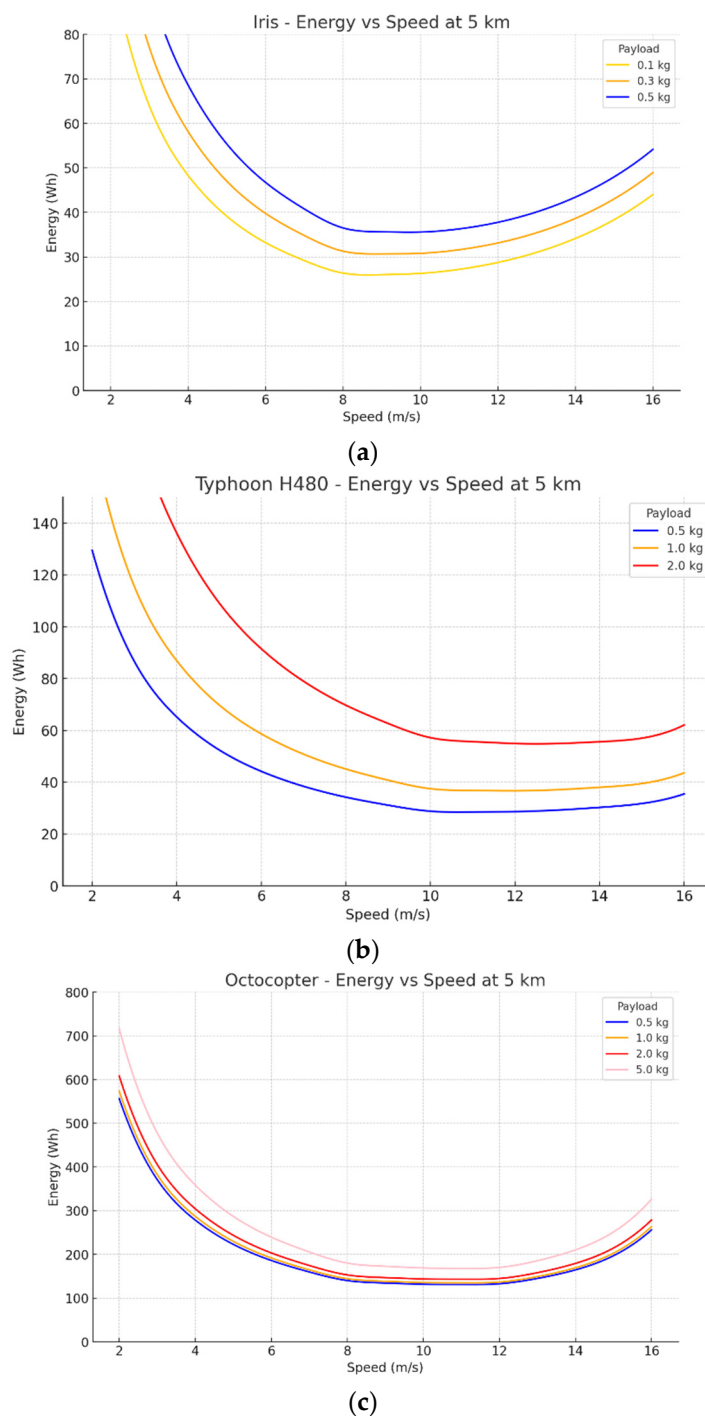 Iris - Energy vs Speed at 5 km
80
70
60
50
40
30
20
10
0
Energy (Wh)
Payload
0.1 kg
0.3 kg
0.5 kg
2 4 6 8 10 12 14 16
Speed (m/s)
(a)
Typhoon H480 - Energy vs Speed at 5 km
140
120
100
80
60
40
20
0
Energy (Wh)
Payload
0.5 kg
1.0 kg
2.0 kg
2 4 6 8 10 12 14 16
Speed (m/s)
(b)
Octocopter - Energy vs Speed at 5 km
800
700
600
500
400
300
200
100
0
Energy (Wh)
Payload
0.5 kg
1.0 kg
2.0 kg
5.0 kg
2 4 6 8 10 12 14 16
Speed (m/s)
(c)